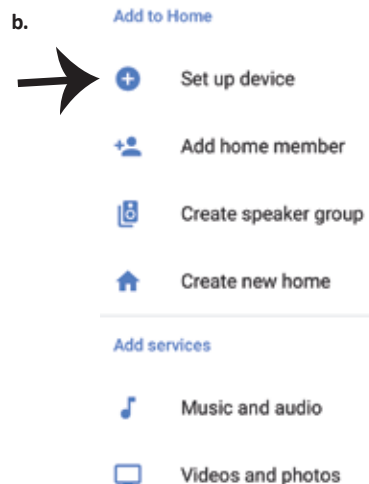 b.
Add to Home
Set up device
Add home member
Create speaker group
Create new home
Add services
Music and audio
Videos and photos